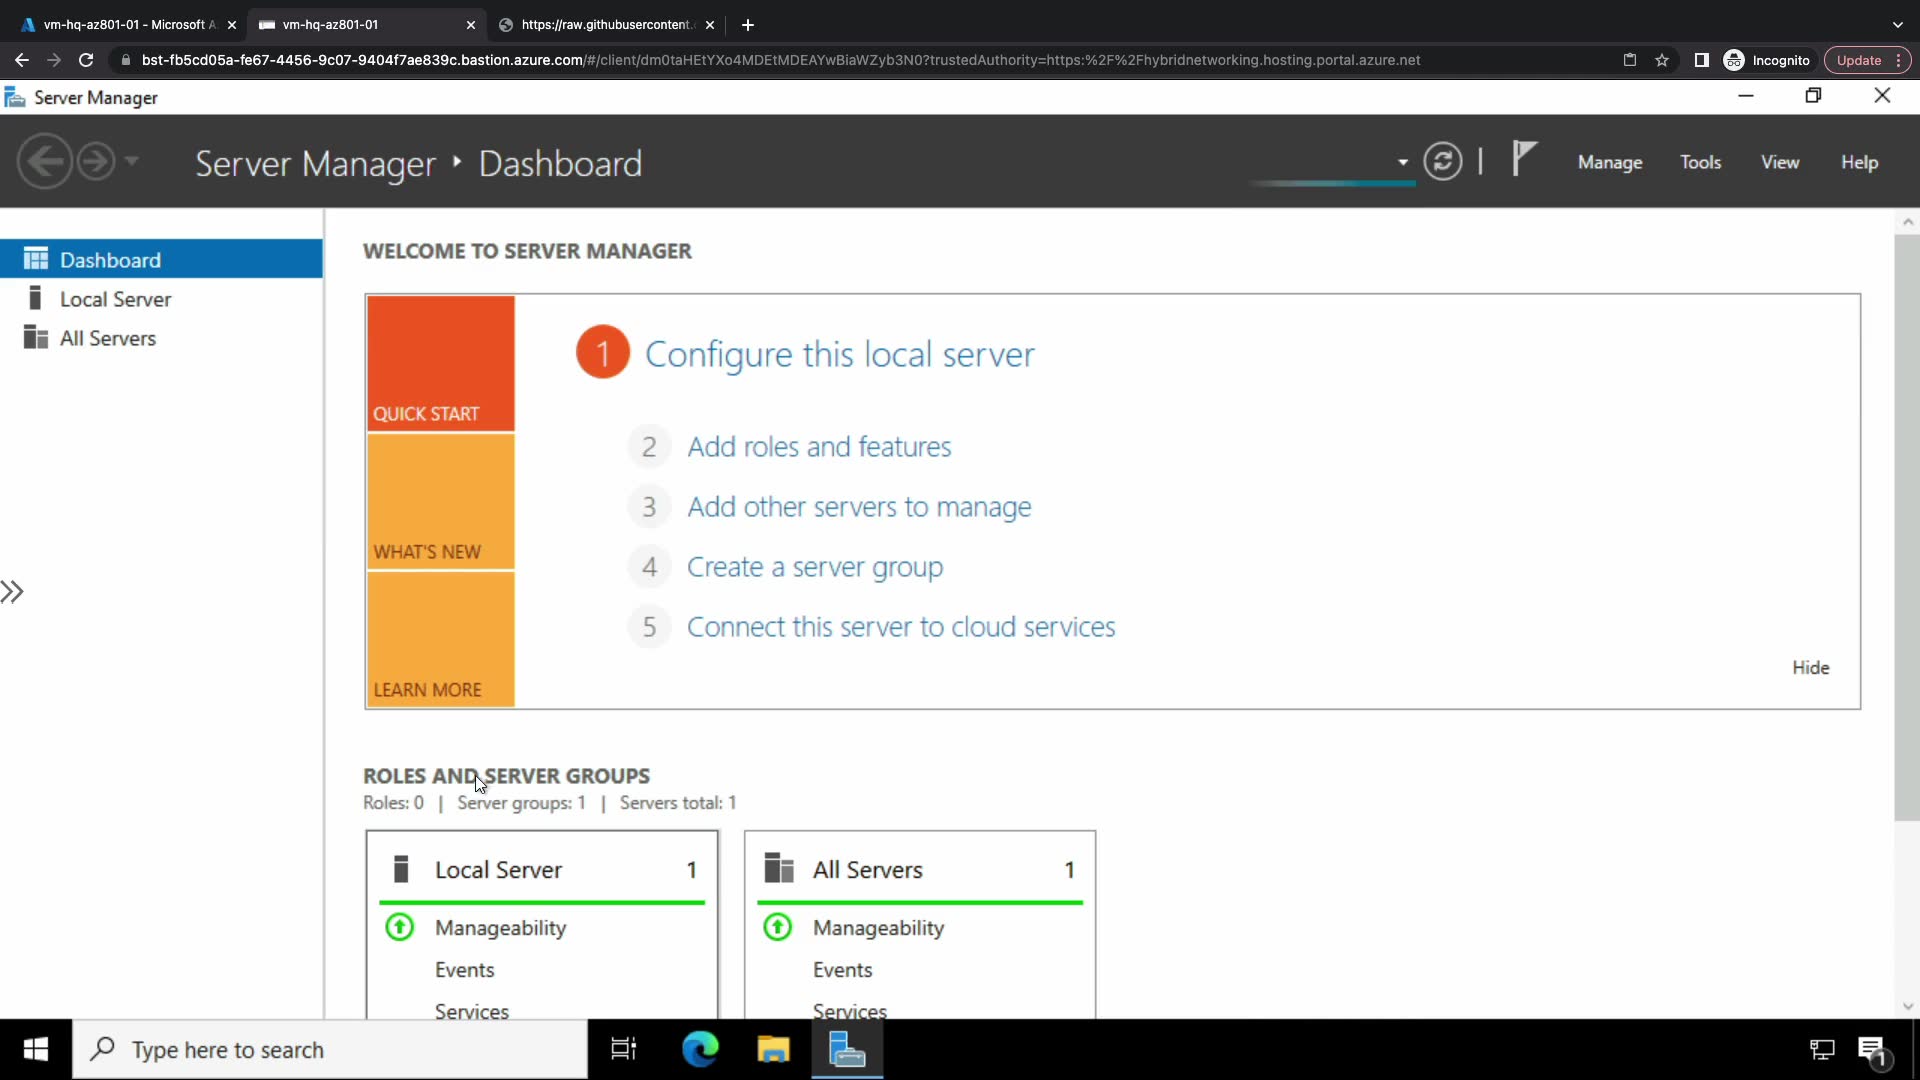 vm-hq-az801-01 - Microsoft A
vm-hq-az801-01
https://raw.githubusercontent.
bst-fb5cd05a-fe67-4456-9c07-9404f7ae839c.bastion.azure.com/#/client/dm0taHEtYXo4MDEtMDEAYwBiaWZyb3N0?trustedAuthority=https:%2F%2Fhybridnetworking.hosting.portal.azure.net
Incognito
Update
Server Manager
Server Manager ‣ Dashboard
Manage
Tools
View
Help
Dashboard
Local Server
All Servers
WELCOME TO SERVER MANAGER
QUICK START
WHAT'S NEW
LEARN MORE
1 Configure this local server
2 Add roles and features
3 Add other servers to manage
4 Create a server group
5 Connect this server to cloud services
Hide
ROLES AND SERVER GROUPS
Roles: 0 | Server groups: 1 | Servers total: 1
Local Server 1
Manageability
Events
Services
All Servers 1
Manageability
Events
Services
Type here to search
1